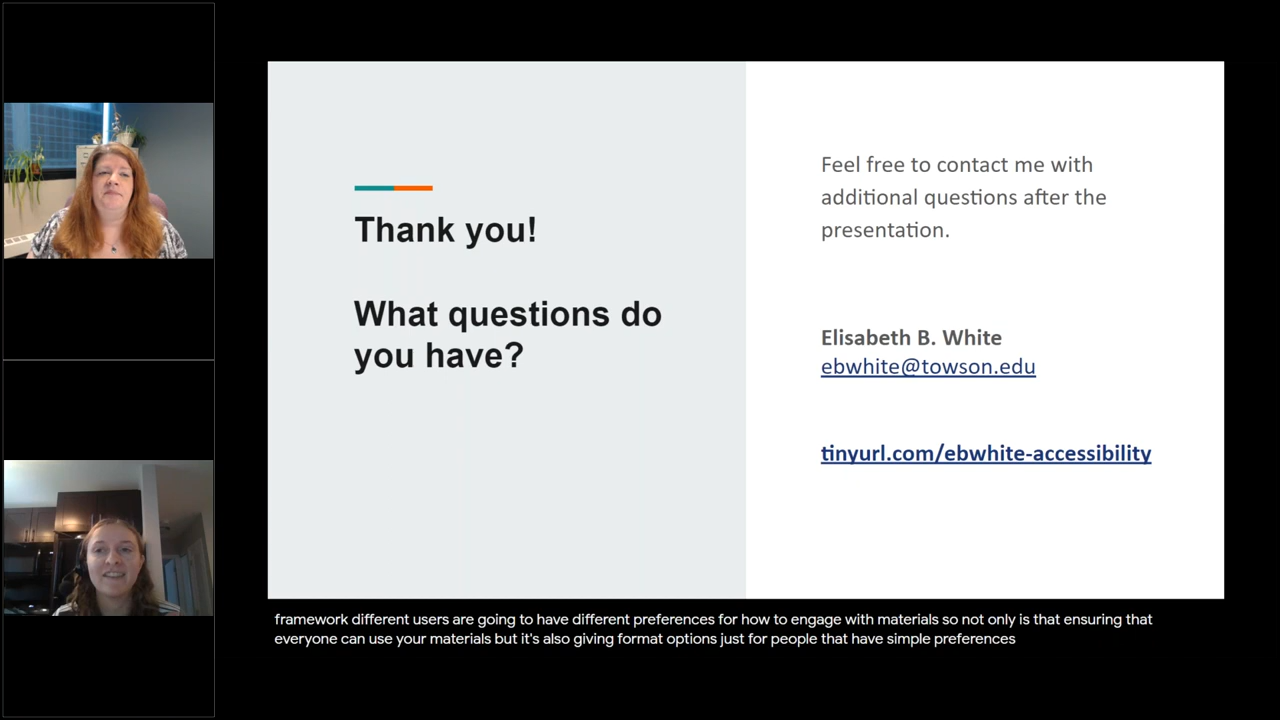 Thank you!
What questions do
you have?
Feel free to contact me with
additional questions after the
presentation.
Elisabeth B. White
ebwhite@towson.edu
tinyurl.com/ebwhite-accessibility
framework different users are going to have different preferences for how to engage with materials so not only is that ensuring that
everyone can use your materials but it's also giving format options just for people that have simple preferences